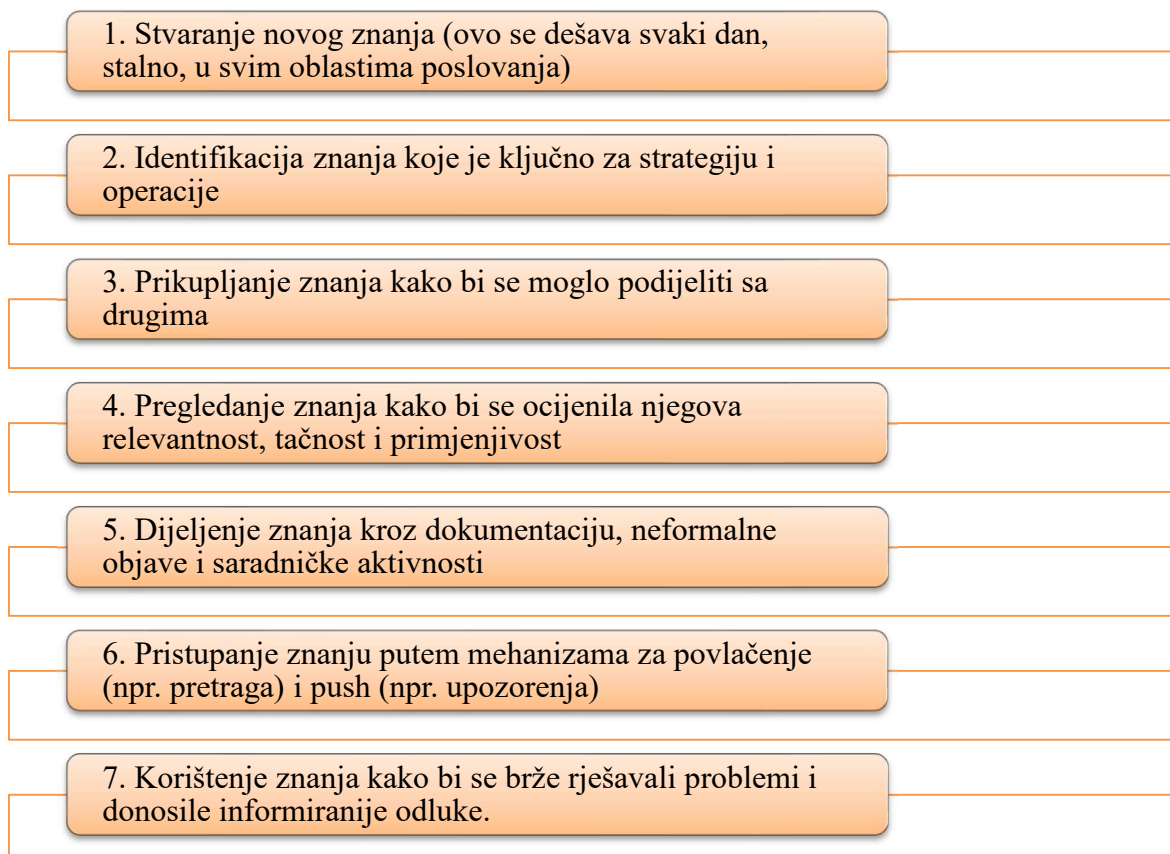 1. Stvaranje novog znanja (ovo se dešava svaki dan,
stalno, u svim oblastima poslovanja)
2. Identifikacija znanja koje je ključno za strategiju i
operacije
3. Prikupljanje znanja kako bi se moglo podijeliti sa
drugima
4. Pregledanje znanja kako bi se ocijenila njegova
relevantnost, tačnost i primjenjivost
5. Dijeljenje znanja kroz dokumentaciju, neformalne
objave i saradničke aktivnosti
6. Pristupanje znanju putem mehanizama za povlačenje
(npr. pretraga) i push (npr. upozorenja)
7. Korištenje znanja kako bi se brže rješavali problemi i
donosile informiranije odluke.